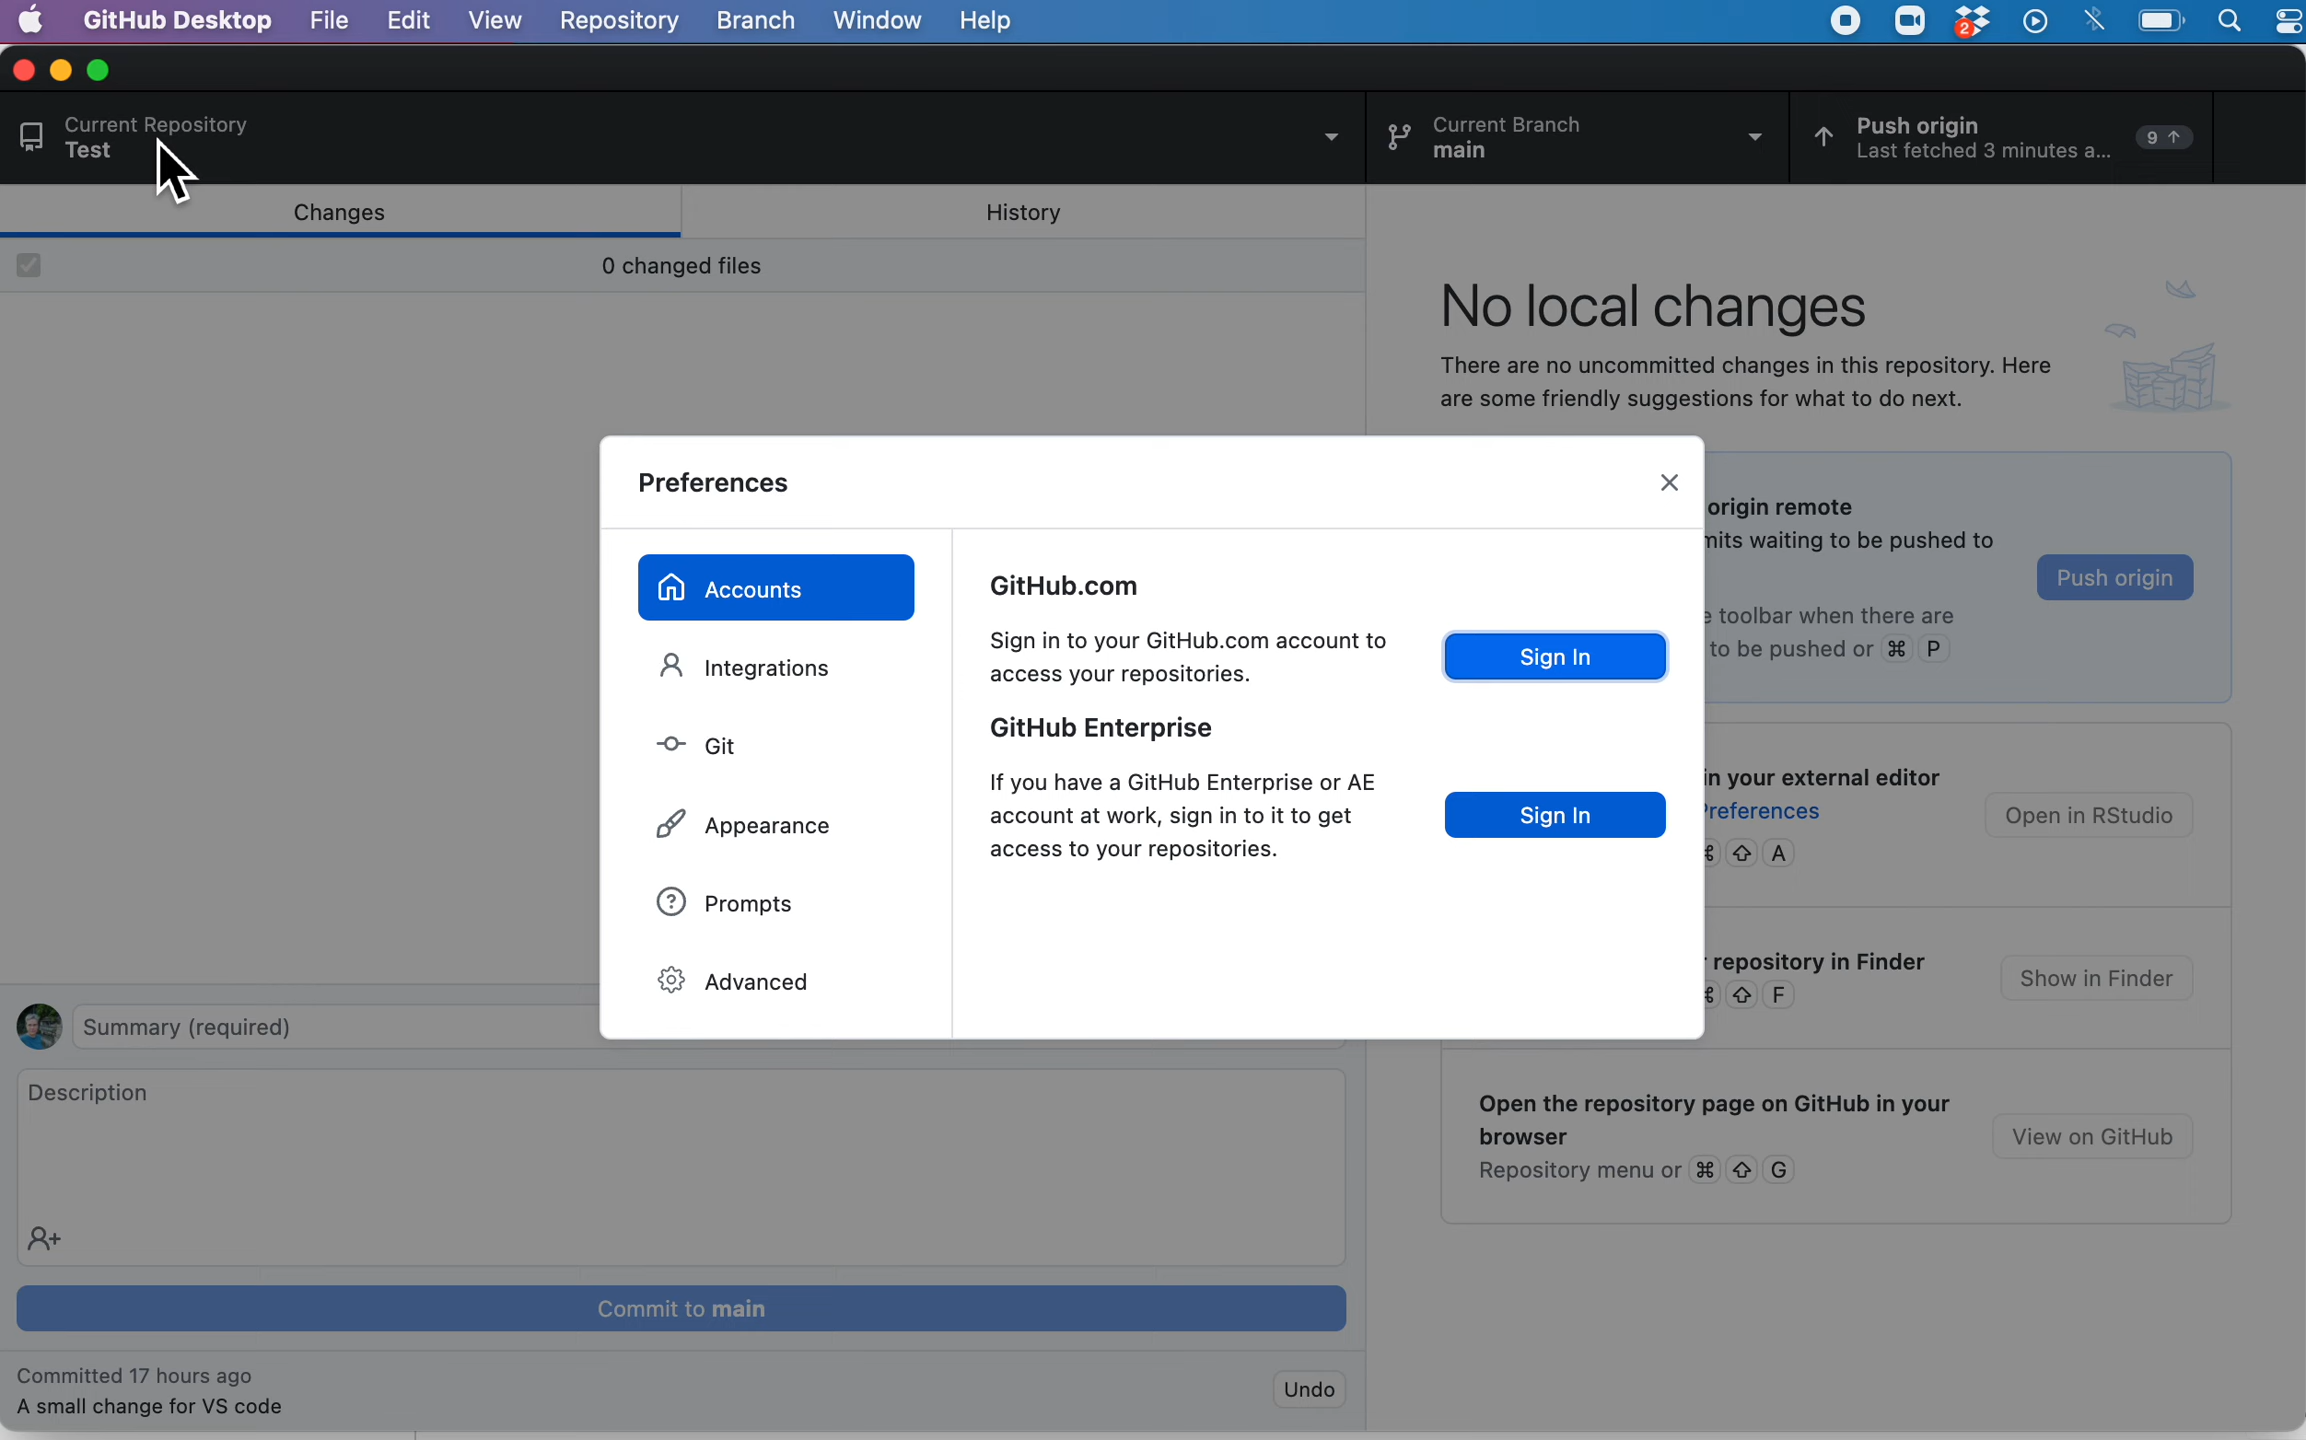 GitHub Desktop File Edit View Repository Branch Window Help
2
Current Repository
Test
Current Branch
main
Push origin
Last fetched 3 minutes a...
9 ↑
Changes
History
0 changed files
No local changes
There are no uncommitted changes in this repository. Here
are some friendly suggestions for what to do next.
Preferences
Accounts
Integrations
Git
Appearance
Prompts
Advanced
GitHub.com
Sign in to your GitHub.com account to
access your repositories.
Sign In
GitHub Enterprise
If you have a GitHub Enterprise or AE
account at work, sign in to it to get
access to your repositories.
Sign In
origin remote
waiting to be pushed to
Push origin
toolbar when there are
to be pushed or ⌘ P
in your external editor
Open in RStudio
⇧ A
repository in Finder
Show in Finder
⇧ F
Open the repository page on GitHub in your
browser
View on GitHub
Repository menu or ⌘ ⇧ G
Summary (required)
Description
Commit to main
Committed 17 hours ago
A small change for VS code
Undo